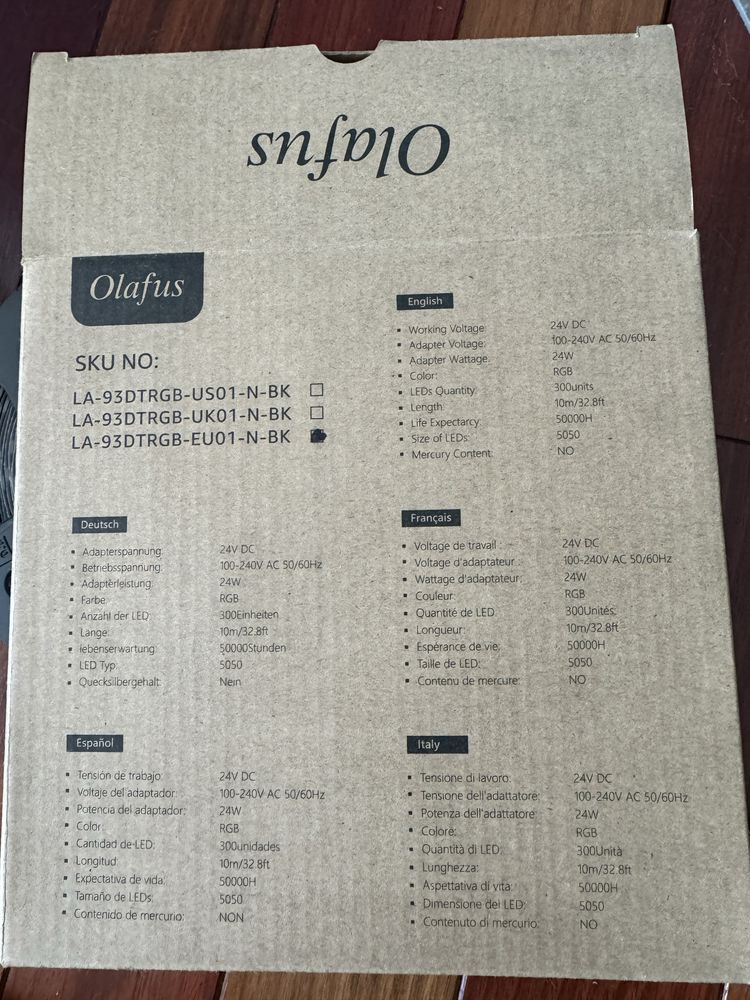 Olafus
Olafus
SKU NO:
LA-93DTRGB-US01-N-BK
LA-93DTRGB-UK01-N-BK
LA-93DTRGB-EU01-N-BK
English
Working Voltage: 24V DC
Adapter Voltage: 100-240V AC 50/60Hz
Adapter Wattage: 24W
Color: RGB
LEDs Quantity: 300units
Length: 10m/32.8ft
Life Expectarcy: 50000H
Size of LEDs: 5050
Mercury Content: NO
Deutsch
Adapterspannung: 24V DC
Betriebsspannung: 100-240V AC 50/60Hz
Adapterleistung: 24W
Farbe: RGB
Anzahl der LED: 300Einheiten
Lange: 10m/32.8ft
lebenserwartung: 50000Stunden
LED Typ: 5050
Quecksilbergehalt: Nein
Français
Voltage de travail : 24V DC
Voltage d'adaptateur : 100-240V AC 50/60Hz
Wattage d'adaptateur: 24W
Couleur: RGB
Quantité de LED: 300Unités
Longueur: 10m/32.8ft
Espérance de vie: 50000H
Taille de LED: 5050
Contenu de mercure: NO
Español
Tensión de trabajo: 24V DC
Voltaje del adaptador: 100-240V AC 50/60Hz
Potencia del adaptador: 24W
Color: RGB
Cantidad de LED: 300unidades
Longitud: 10m/32.8ft
Expectativa de vida: 50000H
Tamaño de LEDs: 5050
Contenido de mercurio: NON
Italy
Tensione di lavoro: 24V DC
Tensione dell'adattatore: 100-240V AC 50/60Hz
Potenza dell'adattatore: 24W
Colore: RGB
Quantità di LED: 300Unità
Lunghezza: 10m/32.8ft
Aspettativa di vita: 50000H
Dimensione dei LED: 5050
Contenuto di mercurio: NO